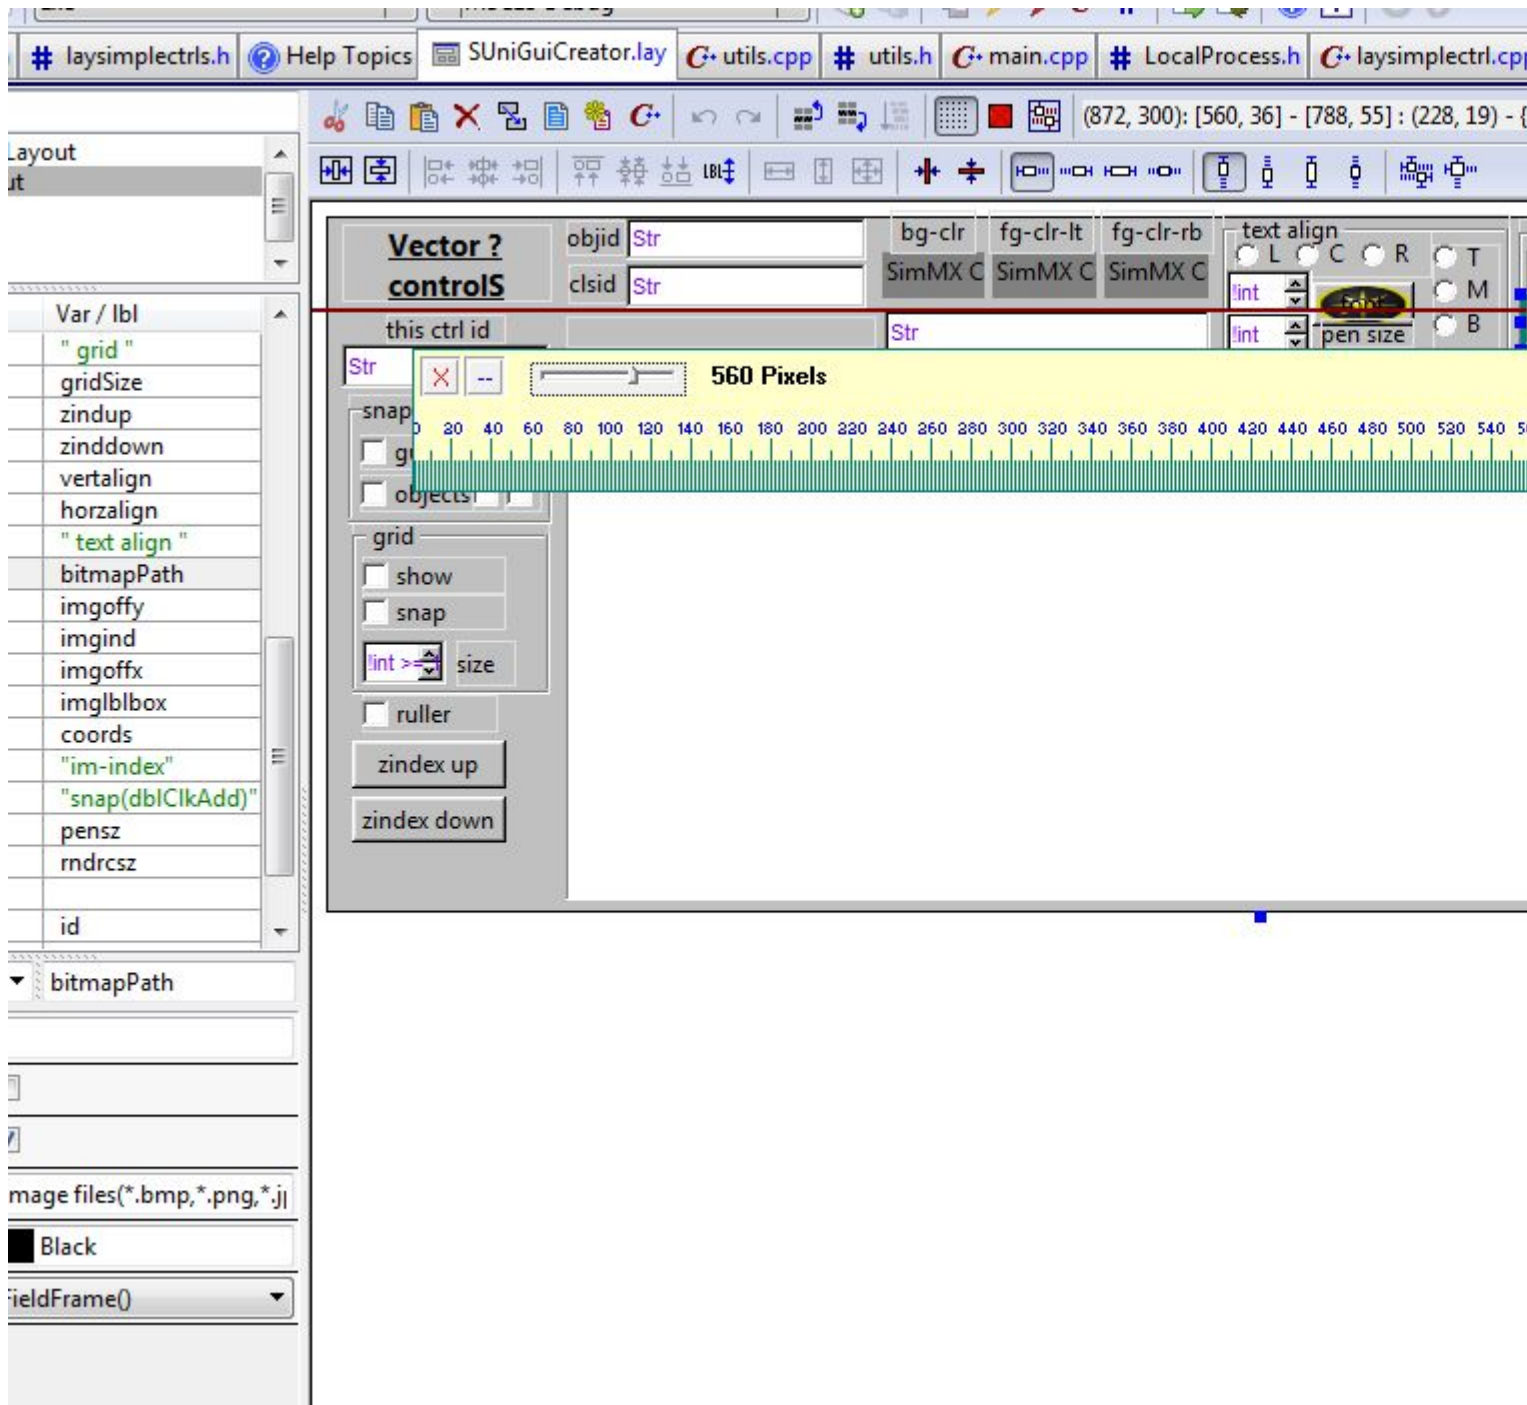 laysimplectrls.h Help Topics SUniGuiCreator.lay utils.cpp utils.h main.cpp LocalProcess.h laysimplectrl.cpp
(872, 300): [560, 36] - [788, 55] : (228, 19) - {
Layout
ut
LBL
Var / lbl
" grid "
gridSize
zindup
zinddown
vertalign
horzalign
" text align "
bitmapPath
imgoffy
imgind
imgoffx
imglblbox
coords
"im-index"
"snap(dblClkAdd)"
pensz
rndrcsz
id
bitmapPath
mage files(*.bmp,*.png,*.j
Black
FieldFrame()
Vector ?
controlS
objid Str
clsid Str
bg-clr fg-clr-lt fg-clr-rb
SimMX C SimMX C SimMX C
text align
L C R
T
M
B
!int
font
!int
pen size
this ctrl id
Str
Str
-- 560 Pixels
snap
20 40 60 80 100 120 140 160 180 200 220 240 260 280 300 320 340 360 380 400 420 440 460 480 500 520 540
gu
objects
grid
show
snap
!int >= size
ruller
zindex up
zindex down